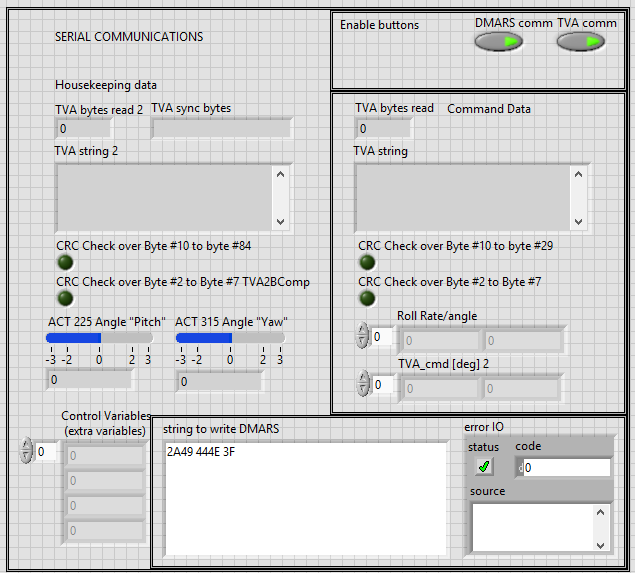 SERIAL COMMUNICATIONS
Enable buttons
DMARS comm TVA comm
Housekeeping data
TVA bytes read 2 TVA sync bytes
0
TVA string 2
CRC Check over Byte #10 to byte #84
CRC Check over Byte #2 to Byte #7 TVA2BComp
ACT 225 Angle "Pitch" ACT 315 Angle "Yaw"
-3 -2 0 2 3 -3 -2 0 2 3
0 0
TVA bytes read Command Data
0
TVA string
CRC Check over Byte #10 to byte #29
CRC Check over Byte #2 to Byte #7
Roll Rate/angle
0 0 0
TVA_cmd [deg] 2
0 0 0
Control Variables
(extra variables)
0 0
0
0
0
string to write DMARS
2A49 444E 3F
error IO
status code
d0
source